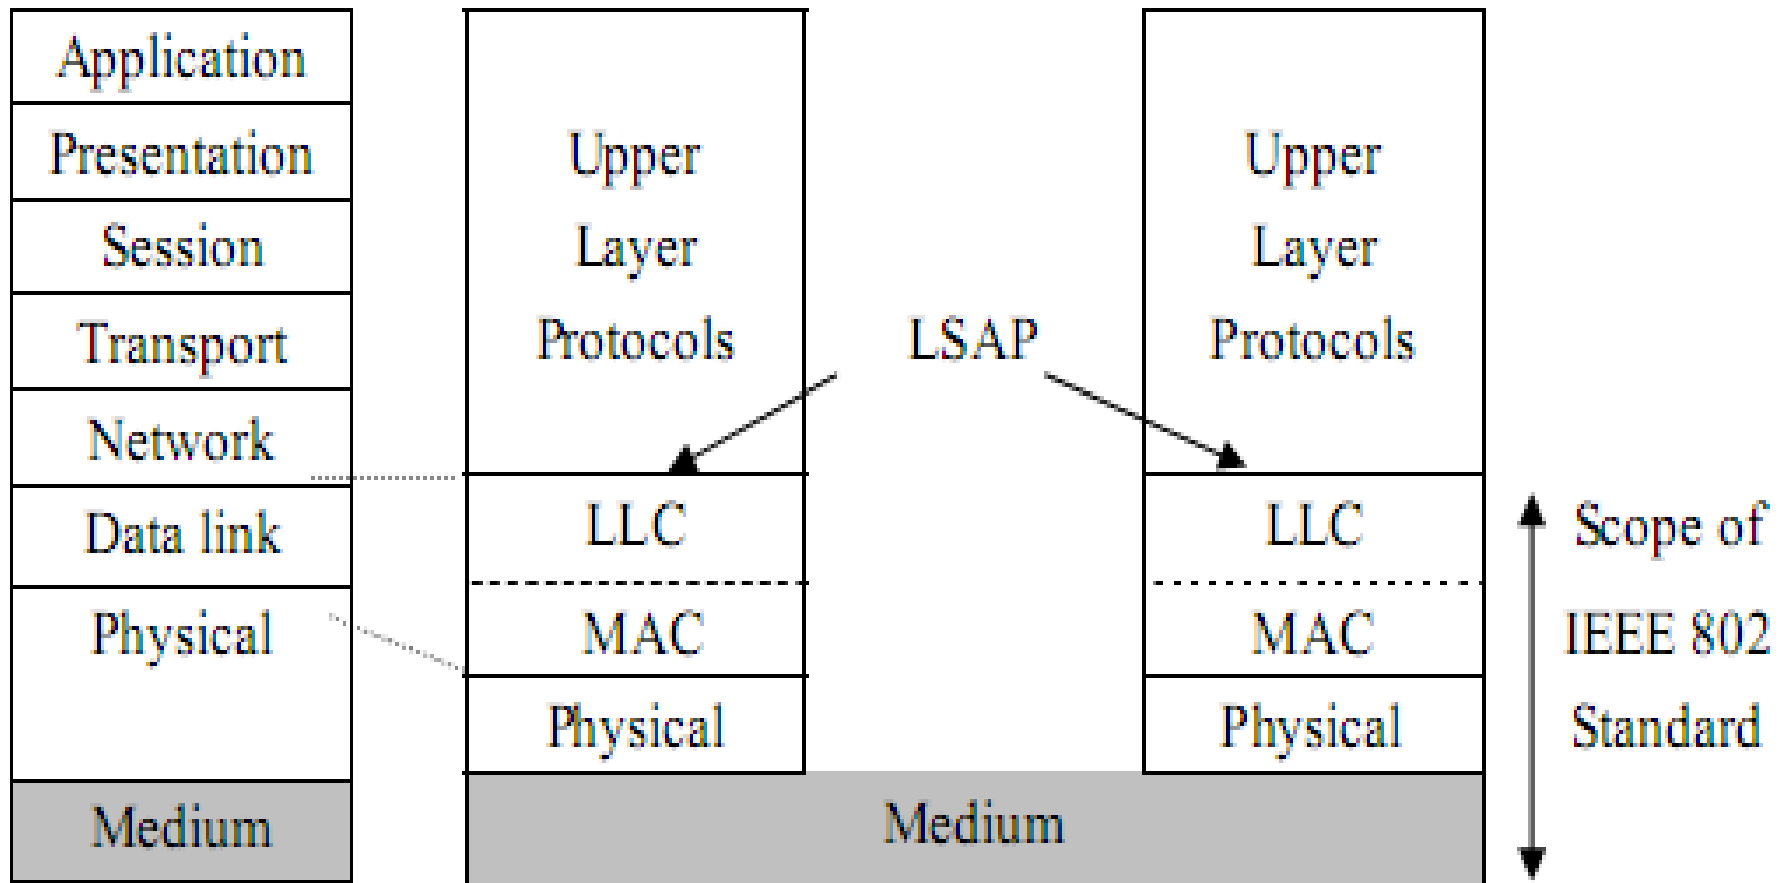 Application
Presentation
Session
Transport
Network
Data link
Physical
Medium
Upper
Layer
Protocols
LLC
MAC
Physical
LSAP
Upper
Layer
Protocols
LLC
MAC
Physical
Medium
Scope of
IEEE 802
Standard